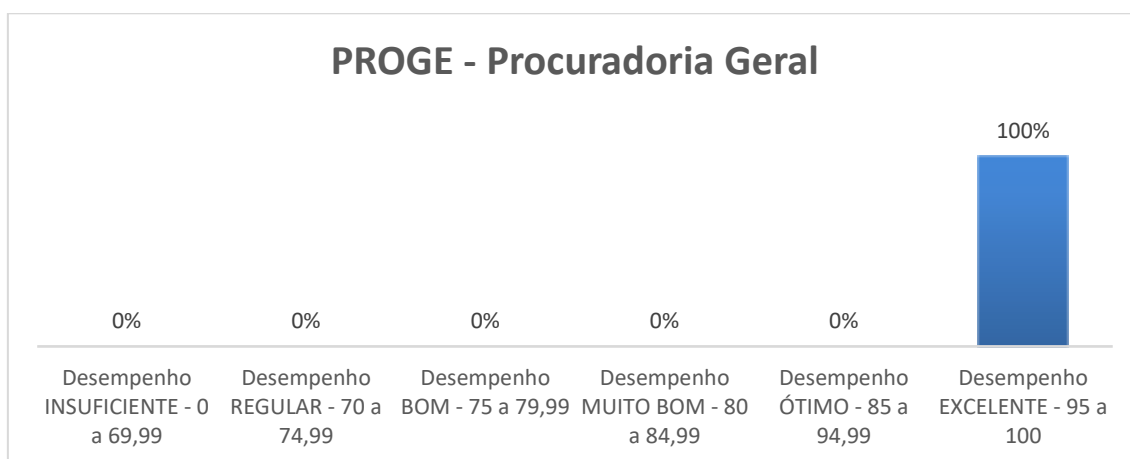 PROGE - Procuradoria Geral
100%
0%
0%
0%
0%
0%
Desempenho
INSUFICIENTE - 0
a 69,99
Desempenho
REGULAR - 70 a
74,99
Desempenho
BOM - 75 a 79,99
Desempenho
MUITO BOM - 80
a 84,99
Desempenho
ÓTIMO - 85 a
94,99
Desempenho
EXCELENTE - 95 a
100